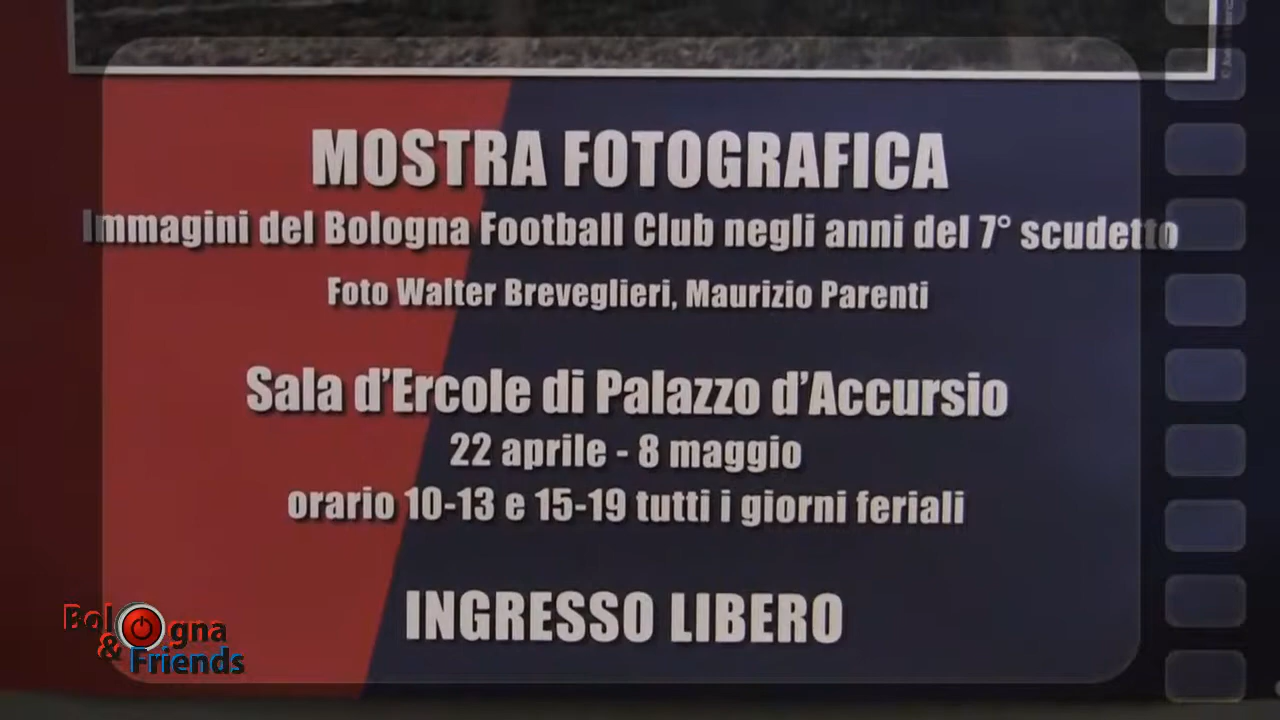 MOSTRA FOTOGRAFICA
Immagini del Bologna Football Club negli anni del 7° scudetto
Foto Walter Breveglieri, Maurizio Parenti
Sala d'Ercole di Palazzo d'Accursio
22 aprile - 8 maggio
orario 10-13 e 15-19 tutti i giorni feriali
INGRESSO LIBERO
Bologna
& Friends